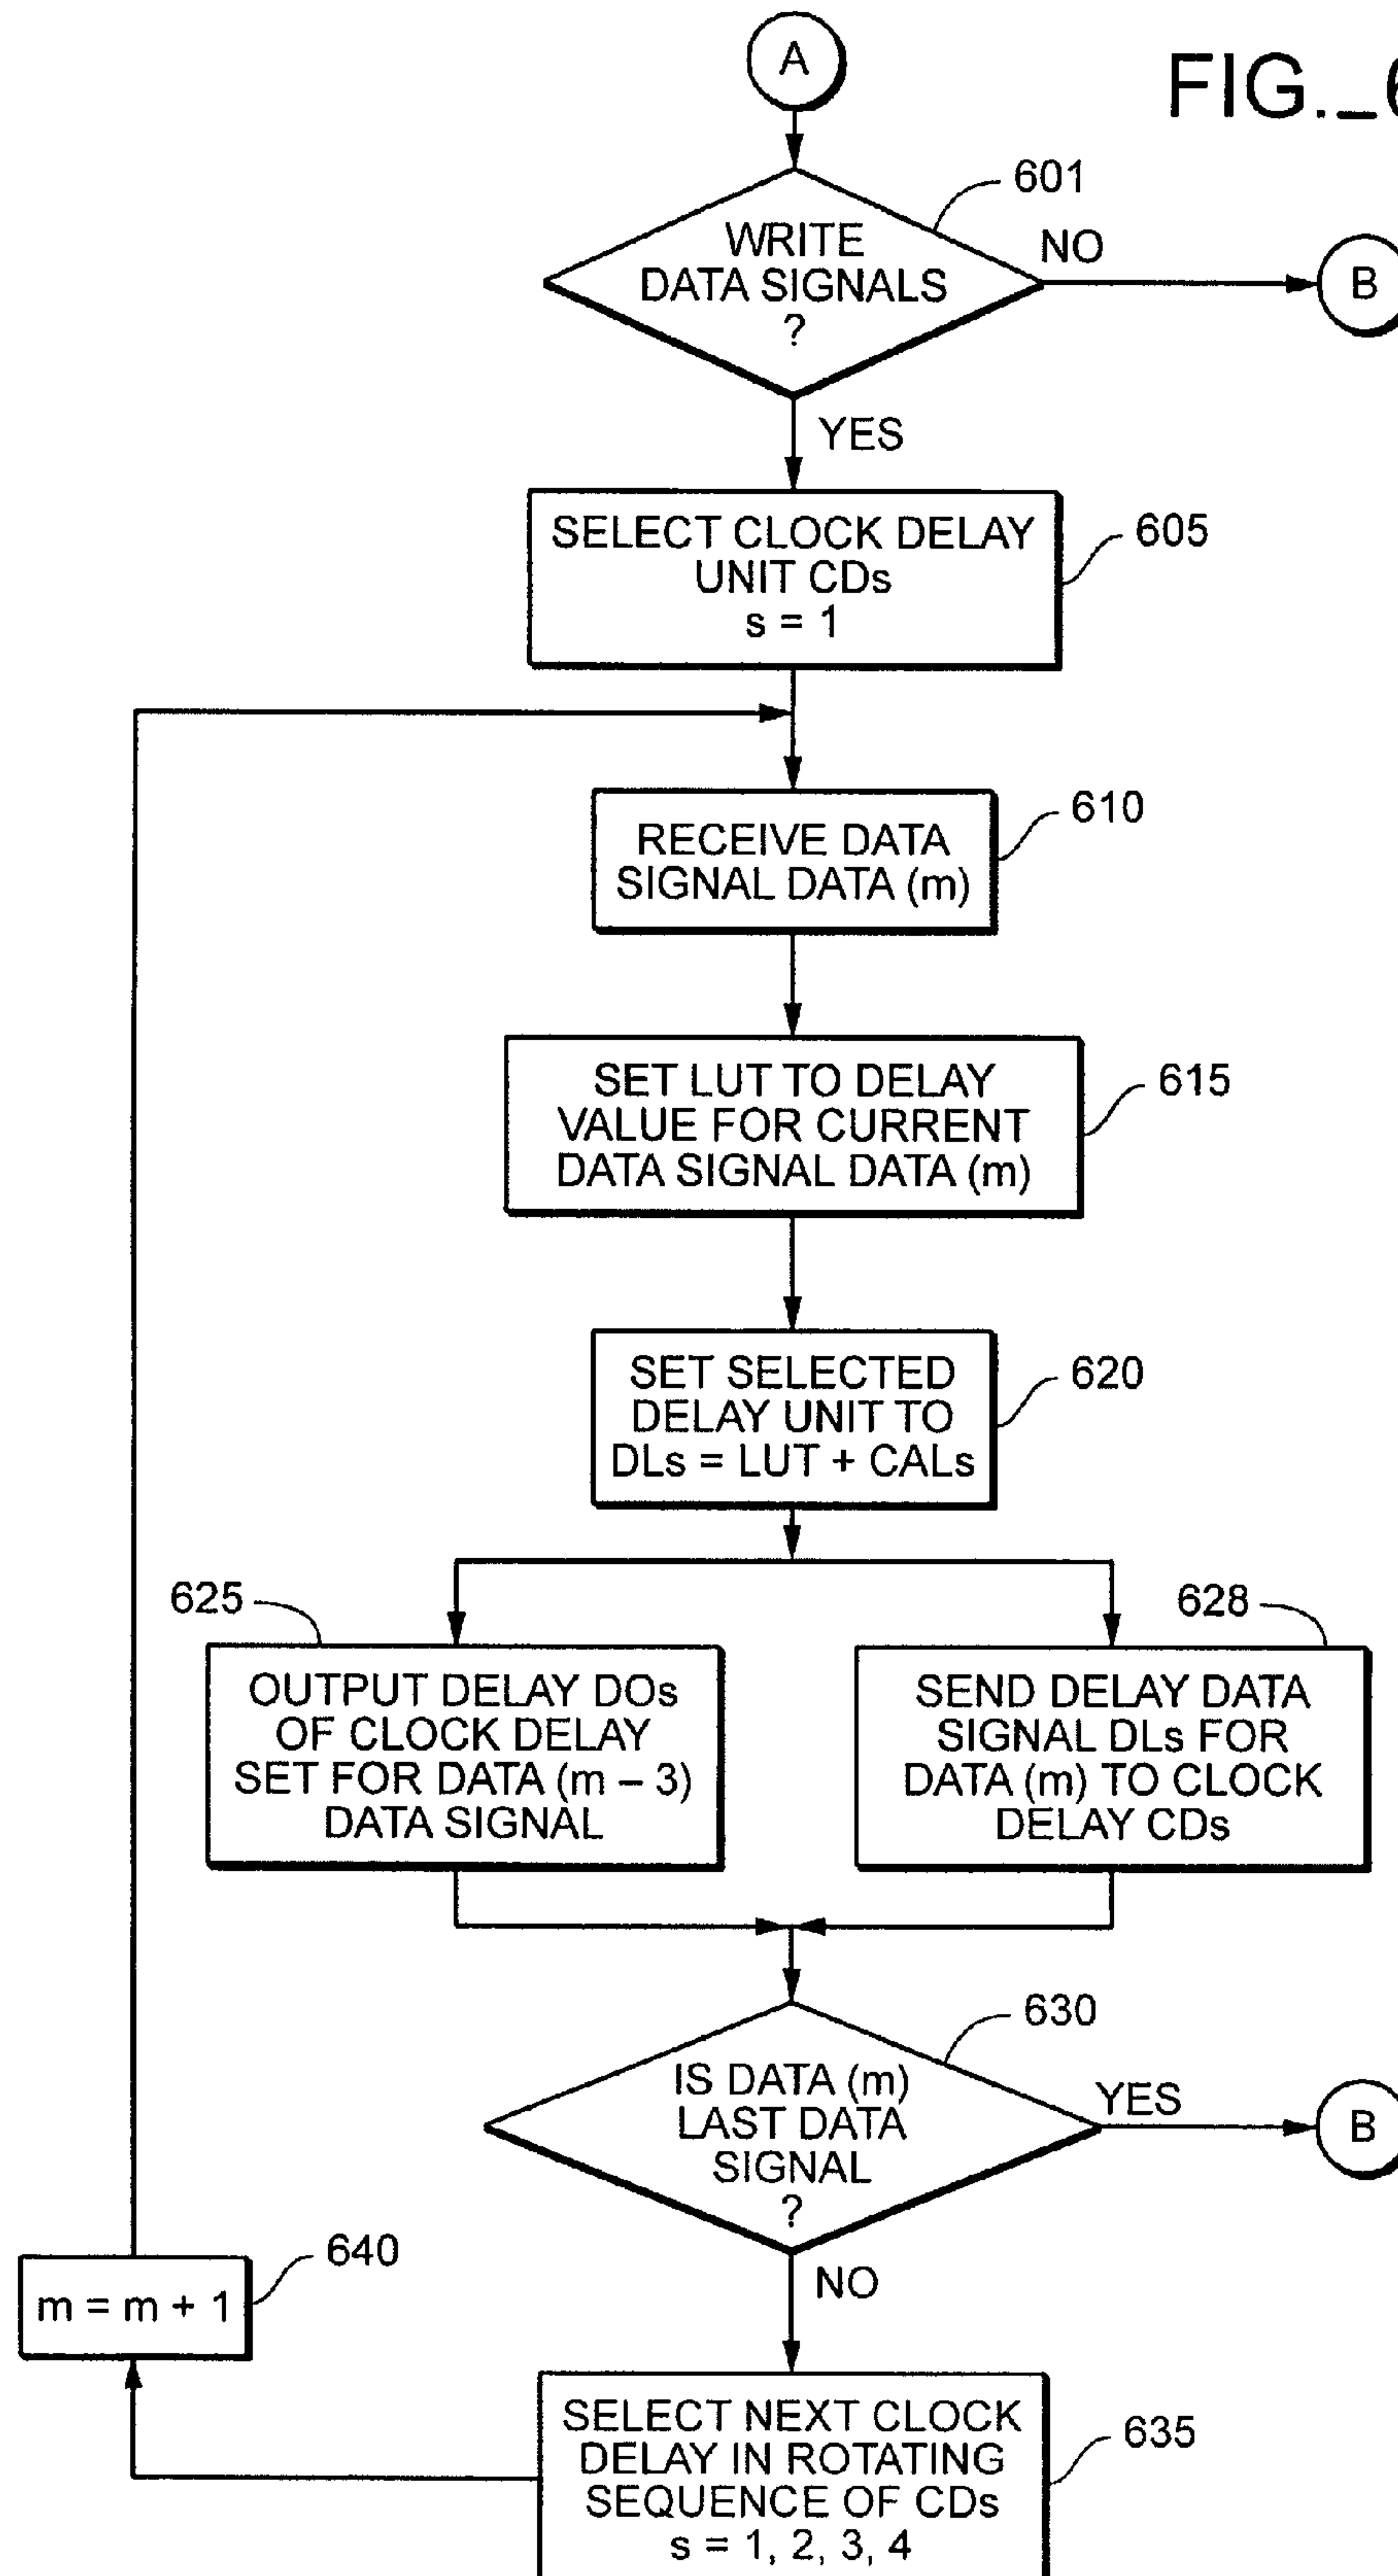 A
FIG._6
601
WRITE
DATA SIGNALS
?
NO
B
YES
SELECT CLOCK DELAY
UNIT CDs
s = 1
605
RECEIVE DATA
SIGNAL DATA (m)
610
SET LUT TO DELAY
VALUE FOR CURRENT
DATA SIGNAL DATA (m)
615
SET SELECTED
DELAY UNIT TO
DLs = LUT + CALs
620
625
OUTPUT DELAY DOs
OF CLOCK DELAY
SET FOR DATA (m – 3)
DATA SIGNAL
628
SEND DELAY DATA
SIGNAL DLs FOR
DATA (m) TO CLOCK
DELAY CDs
630
IS DATA (m)
LAST DATA
SIGNAL
?
YES
B
NO
640
m = m + 1
SELECT NEXT CLOCK
DELAY IN ROTATING
SEQUENCE OF CDs
s = 1, 2, 3, 4
635